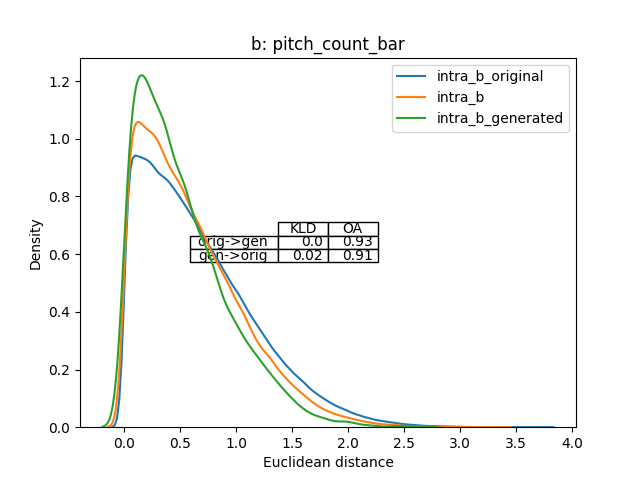 b: pitch_count_bar
intra_b_original
intra_b
intra_b_generated
Density
1.2
1.0
0.8
0.6
0.4
0.2
0.0
KLD OA
orig->gen 0.0 0.93
gen->orig 0.02 0.91
0.0 0.5 1.0 1.5 2.0 2.5 3.0 3.5 4.0
Euclidean distance